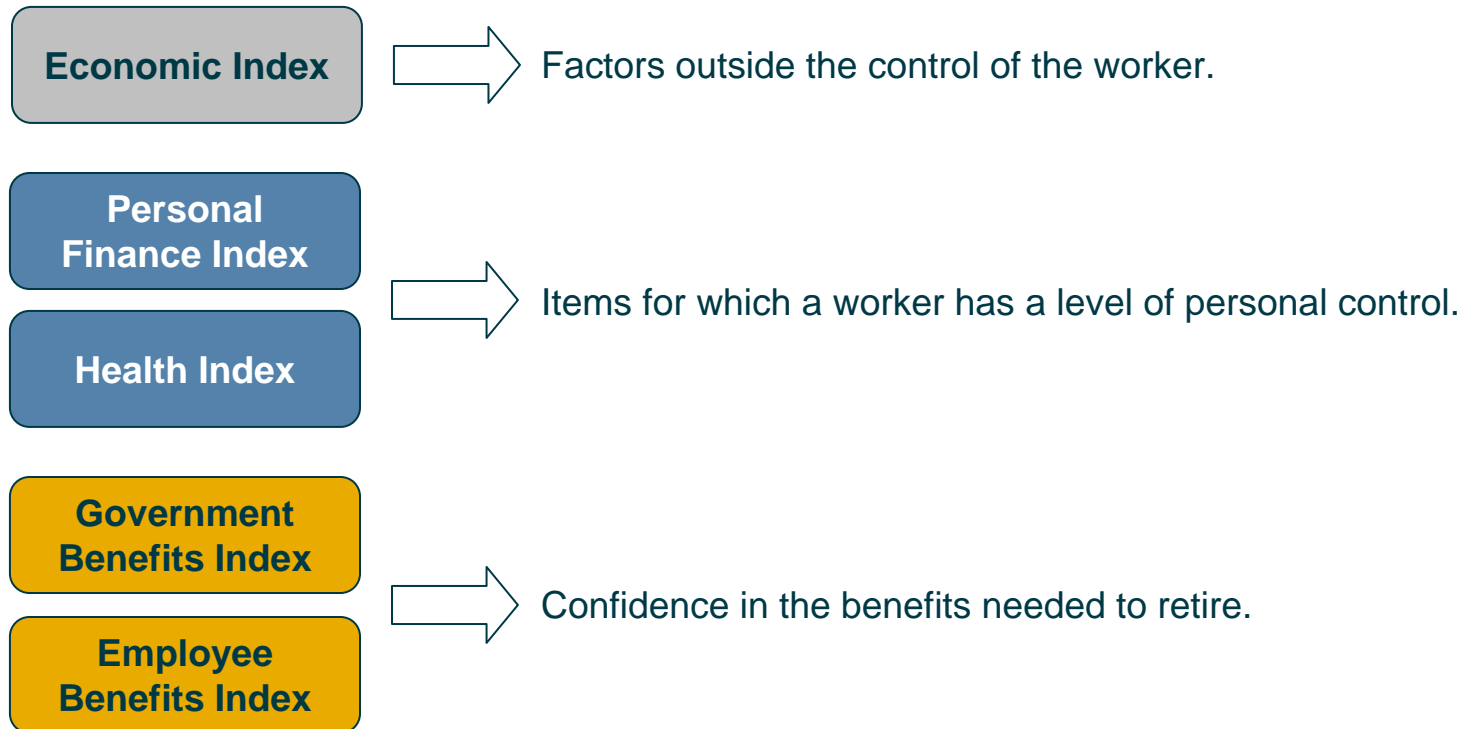 Economic Index
Factors outside the control of the worker.
Personal
Finance Index
Health Index
Items for which a worker has a level of personal control.
Government
Benefits Index
Employee
Benefits Index
Confidence in the benefits needed to retire.